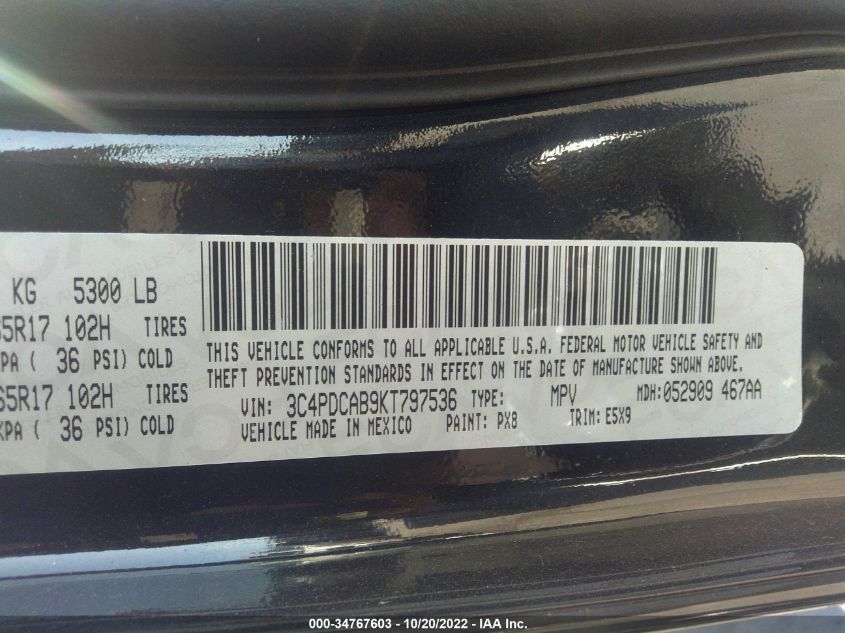 KG 5300 LB
5R17 102H TIRES
KPA ( 36 PSI) COLD
65R17 102H TIRES
KPA ( 36 PSI) COLD
THIS VEHICLE CONFORMS TO ALL APPLICABLE U.S.A. FEDERAL MOTOR VEHICLE SAFETY AND
THEFT PREVENTION STANDARDS IN EFFECT ON THE DATE OF MANUFACTURE SHOWN ABOVE.
VIN: 3C4PDCAB9KT797536 TYPE: MPV MDH:052909 467AA
VEHICLE MADE IN MEXICO PAINT: PX8 TRIM: E5X9
000-34767603 - 10/20/2022 - IAA Inc.